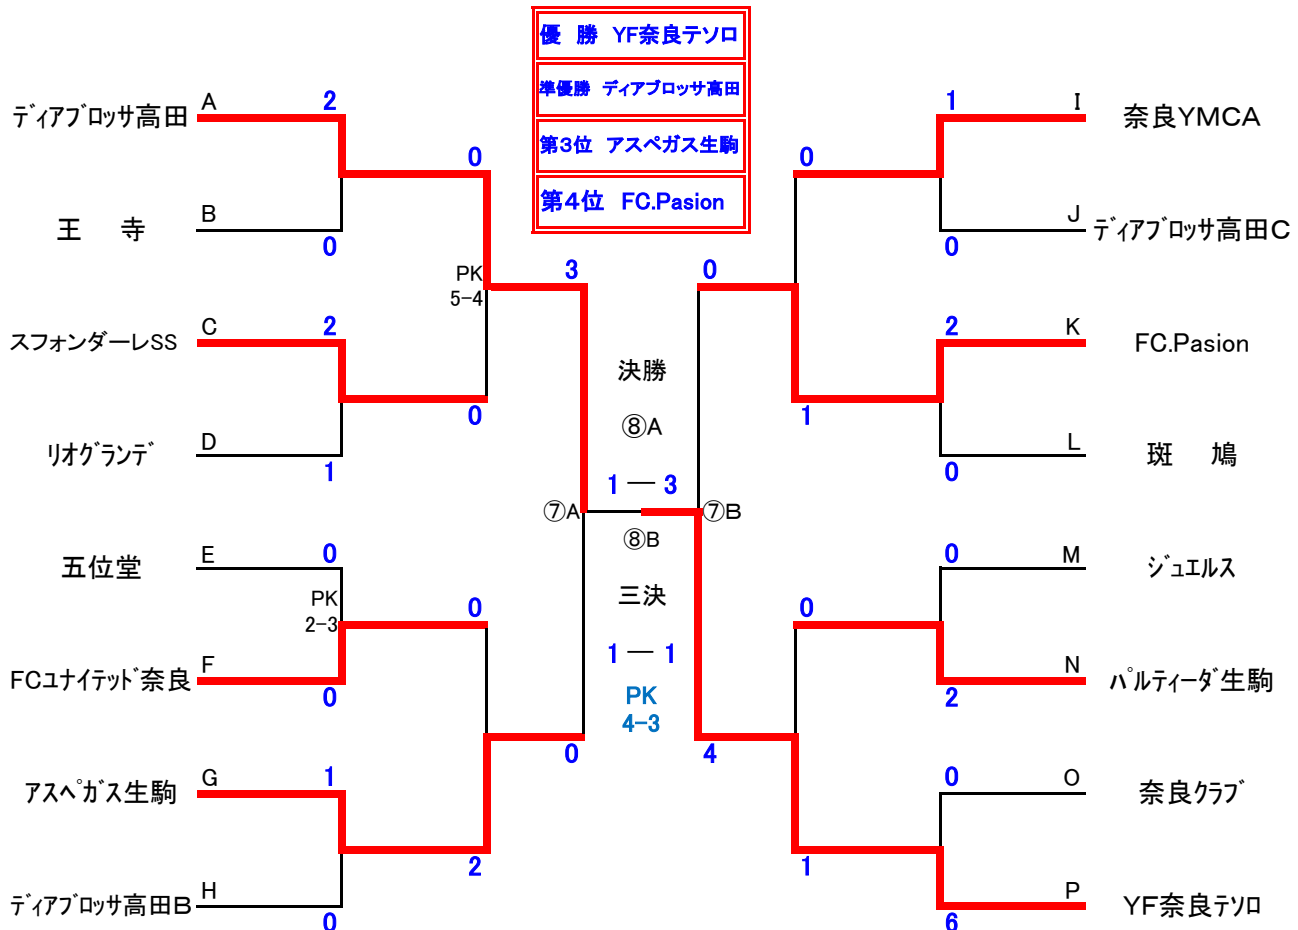 優 勝 YF奈良テソロ
準優勝 ディアブロッサ高田
第3位 アスペガス生駒
第4位 FC.Pasion
ディアブロッサ高田 A 2
0
王 寺 B 0
PK
5-4
3
スフォンダーレSS C 2
0
リオグランデ D 1
五位堂 E 0
PK
2-3
0
FCユナイテッド奈良 F 0
0
アスペガス生駒 G 1
2
ディアブロッサ高田B H 0
決勝
⑧A
1 ― 3
⑦A
⑦B
⑧B
三決
1 ― 1
PK
4-3
1 I 奈良YMCA
0
0 J ディアブロッサ高田C
0
2 K FC.Pasion
1
0 L 斑 鳩
0 M ジュエルス
0
2 N パルティーダ生駒
4
0 O 奈良クラブ
1
6 P YF奈良テソロ